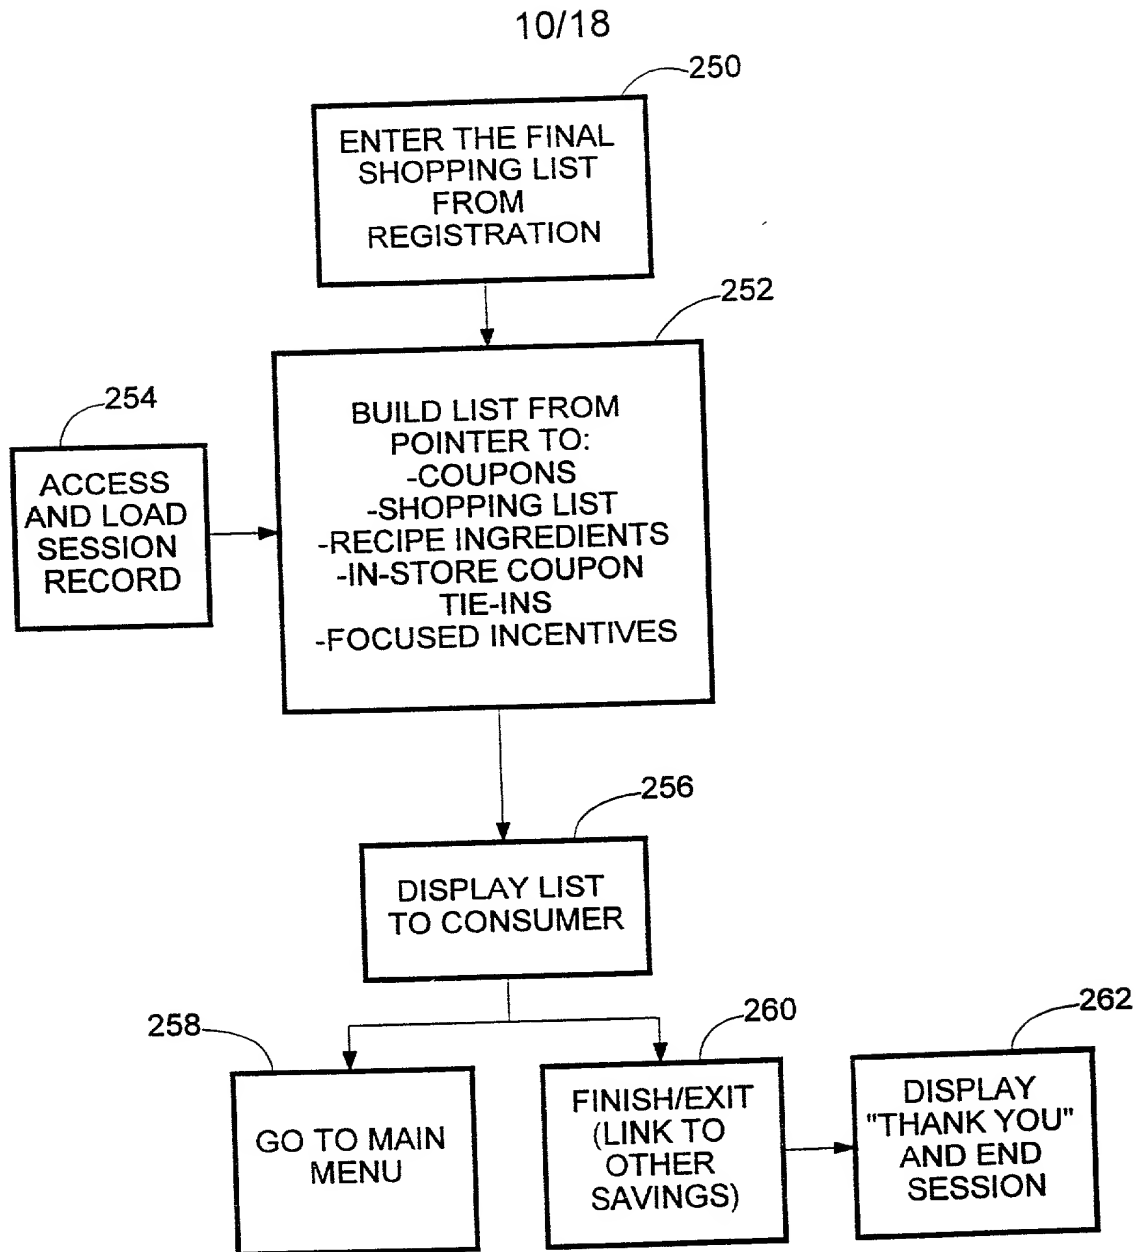 10/18
250
ENTER THE FINAL
SHOPPING LIST
FROM
REGISTRATION
252
BUILD LIST FROM
POINTER TO:
-COUPONS
-SHOPPING LIST
-RECIPE INGREDIENTS
-IN-STORE COUPON
TIE-INS
-FOCUSED INCENTIVES
254
ACCESS
AND LOAD
SESSION
RECORD
256
DISPLAY LIST
TO CONSUMER
258
GO TO MAIN
MENU
260
FINISH/EXIT
(LINK TO
OTHER
SAVINGS)
262
DISPLAY
"THANK YOU"
AND END
SESSION